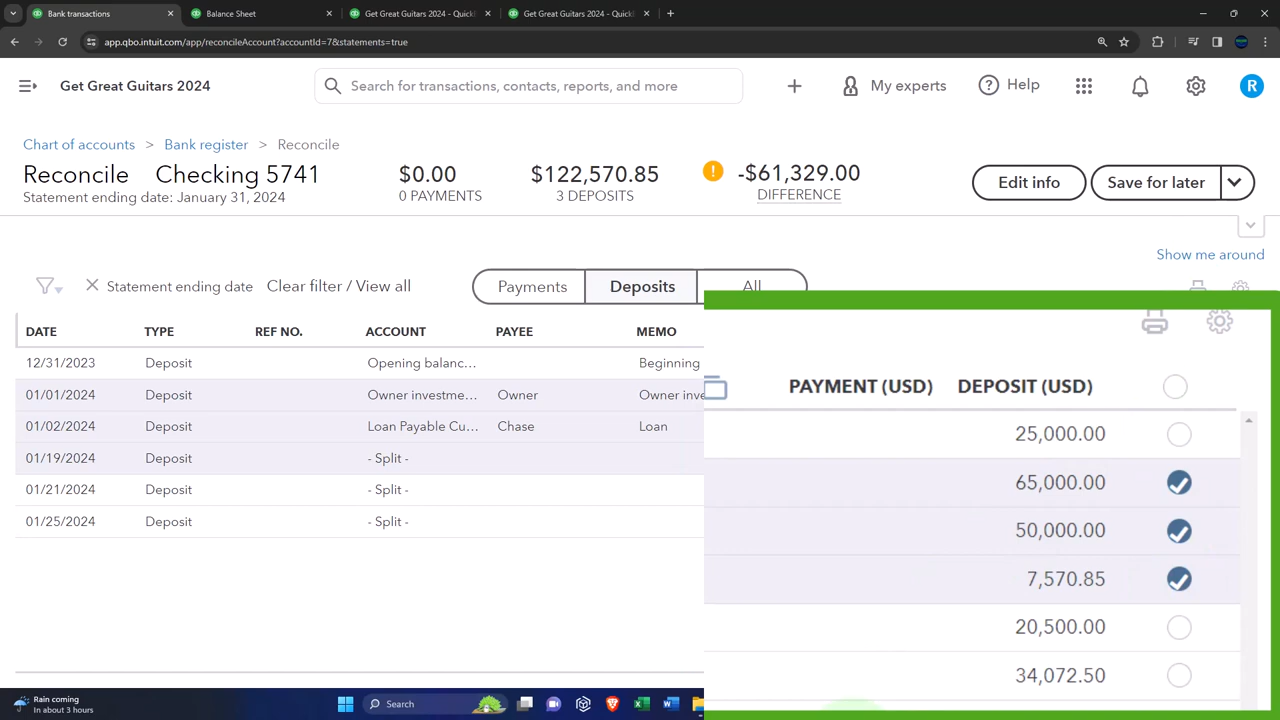 Bank transactions
Balance Sheet
Get Great Guitars 2024 - QuickB
Get Great Guitars 2024 - QuickB
app.qbo.intuit.com/app/reconcileAccount?accountId=7&statements=true
Get Great Guitars 2024
Search for transactions, contacts, reports, and more
My experts
Help
R
Chart of accounts > Bank register > Reconcile
Reconcile Checking 5741
Statement ending date: January 31, 2024
$0.00
0 PAYMENTS
$122,570.85
3 DEPOSITS
-$61,329.00
DIFFERENCE
Edit info
Save for later
Show me around
Statement ending date
Clear filter / View all
Payments
Deposits
All
DATE TYPE REF NO. ACCOUNT PAYEE MEMO PAYMENT (USD) DEPOSIT (USD)
12/31/2023 Deposit Opening balanc... Beginning 25,000.00
01/01/2024 Deposit Owner investme... Owner Owner inve 65,000.00
01/02/2024 Deposit Loan Payable Cu... Chase Loan 50,000.00
01/19/2024 Deposit - Split - 7,570.85
01/21/2024 Deposit - Split - 20,500.00
01/25/2024 Deposit - Split - 34,072.50
Rain coming
In about 3 hours
Search